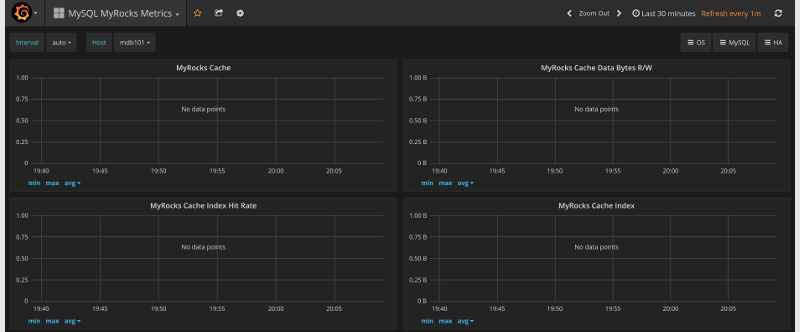 MySQL MyRocks Metrics
Zoom Out Last 30 minutes Refresh every 1m
Interval auto Host mdb101 OS MySQL HA
MyRocks Cache
1.00
0.75
No data points
0.50
0.25
0
19:40 19:45 19:50 19:55 20:00 20:05
min max avg
MyRocks Cache Data Bytes R/W
1.00 B
0.75 B
No data points
0.50 B
0.25 B
0 B
19:40 19:45 19:50 19:55 20:00 20:05
min max avg
MyRocks Cache Index Hit Rate
1.00
0.75
No data points
0.50
0.25
0
19:40 19:45 19:50 19:55 20:00 20:05
min max avg
MyRocks Cache Index
1.00 B
0.75 B
No data points
0.50 B
0.25 B
0 B
19:40 19:45 19:50 19:55 20:00 20:05
min max avg